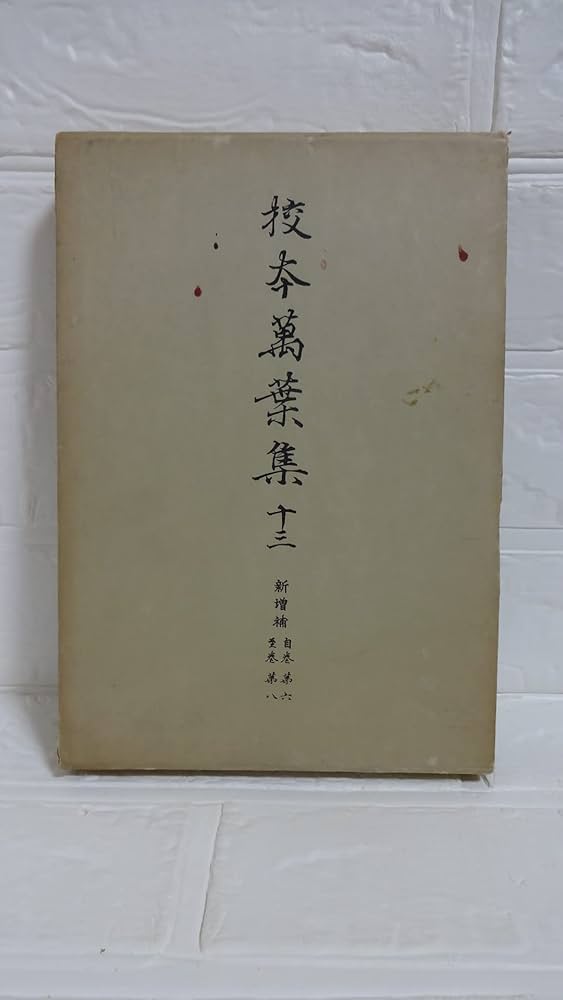 校本萬葉集 十三
新增補
自巻第六
至巻第八